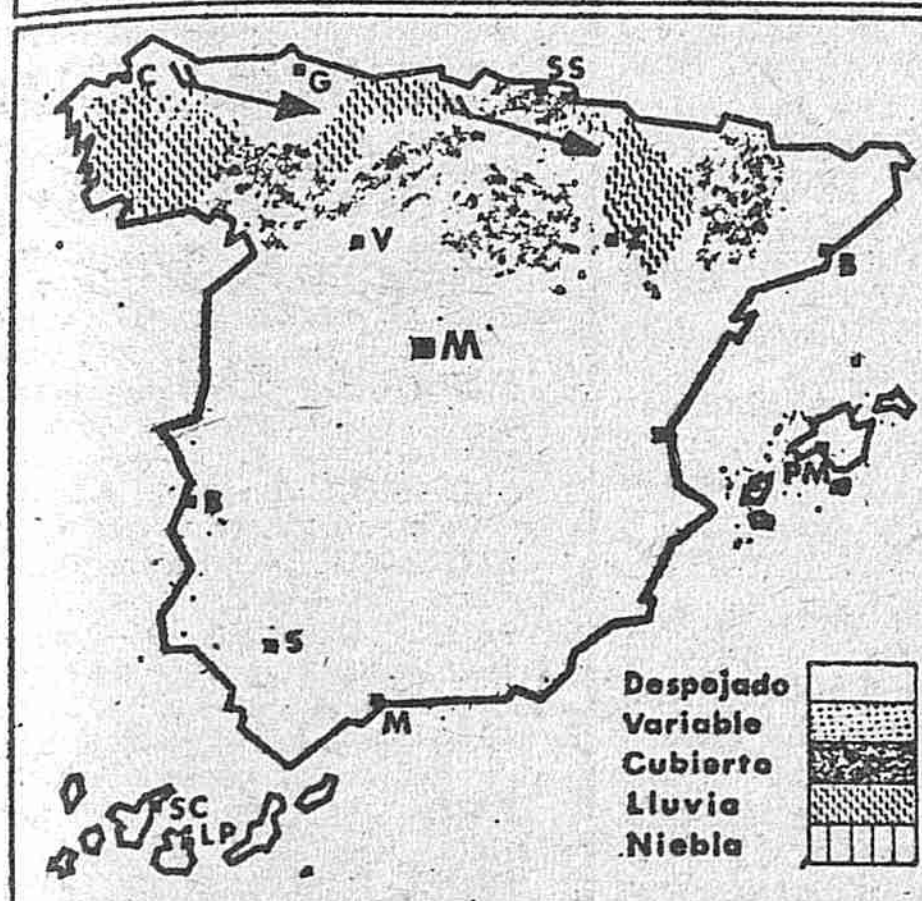 C
G
SS
V
B
M
PM
B
S
M
SC
LP
Despejado
Variable
Cubierto
Lluvia
Niebla